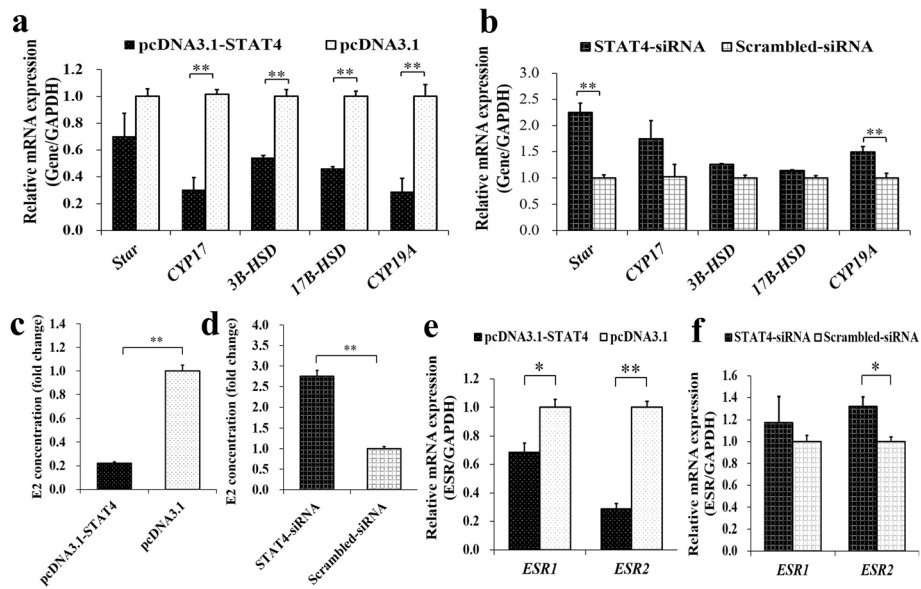 a
pcDNA3.1-STAT4 pcDNA3.1
Relative mRNA expression
(Gene/GAPDH)
1.2
1.0
0.8
0.6
0.4
0.2
0.0
** ** ** **
Star CYP17 3B-HSD 17B-HSD CYP19A
b
STAT4-siRNA Scrambled-siRNA
Relative mRNA expression
(Gene/GAPDH)
3.0
2.5
2.0
1.5
1.0
0.5
0.0
** **
Star CYP17 3B-HSD 17B-HSD CYP19A
c
E2 concentration (fold change)
1.4
1.2
1.0
0.8
0.6
0.4
0.2
0.0
**
pcDNA3.1-STAT4 pcDNA3.1
d
E2 concentration (fold change)
4.0
3.5
3.0
2.5
2.0
1.5
1.0
0.5
0.0
**
STAT4-siRNA Scrambled-siRNA
e
pcDNA3.1-STAT4 pcDNA3.1
Relative mRNA expression
(ESR/GAPDH)
1.2
1.0
0.8
0.6
0.4
0.2
0.0
* **
ESR1 ESR2
f
STAT4-siRNA Scrambled-siRNA
Relative mRNA expression
(ESR/GAPDH)
1.6
1.4
1.2
1.0
0.8
0.6
0.4
0.2
0.0
*
ESR1 ESR2